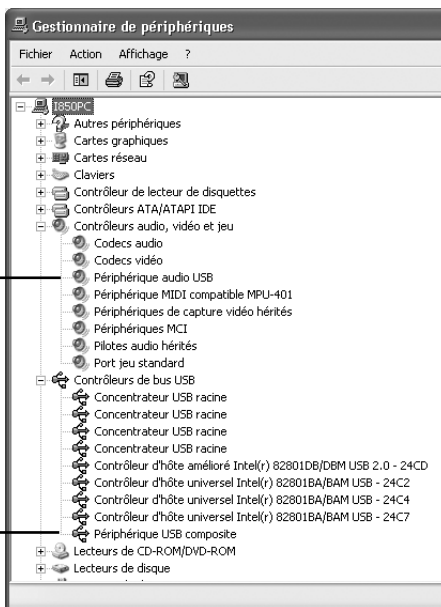 Gestionnaire de périphériques
Fichier Action Affichage ?
I850PC
Autres périphériques
Cartes graphiques
Cartes réseau
Claviers
Contrôleur de lecteur de disquettes
Contrôleurs ATA/ATAPI IDE
Contrôleurs audio, vidéo et jeu
Codecs audio
Codecs vidéo
Périphérique audio USB
Périphérique MIDI compatible MPU-401
Périphériques de capture vidéo hérités
Périphériques MCI
Pilotes audio hérités
Port jeu standard
Contrôleurs de bus USB
Concentrateur USB racine
Concentrateur USB racine
Concentrateur USB racine
Concentrateur USB racine
Contrôleur d'hôte amélioré Intel(r) 82801DB/DBM USB 2.0 - 24CD
Contrôleur d'hôte universel Intel(r) 82801BA/BAM USB - 24C2
Contrôleur d'hôte universel Intel(r) 82801BA/BAM USB - 24C4
Contrôleur d'hôte universel Intel(r) 82801BA/BAM USB - 24C7
Périphérique USB composite
Lecteurs de CD-ROM/DVD-ROM
Lecteurs de disque